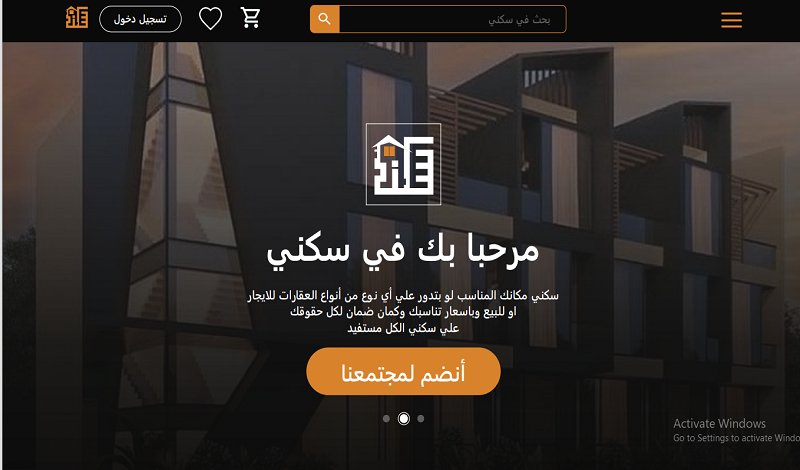 بحث في سكني
تسجيل دخول
مرحبا بك في سكني
سكني مكانك المناسب لو بتدور علي أي نوع من أنواع العقارات للايجار
او للبيع وباسعار تناسبك وكمان ضمان لكل حقوقك
علي سكني الكل مستفيد
أنضم لمجتمعنا
Activate Windows
Go to Settings to activate Windo